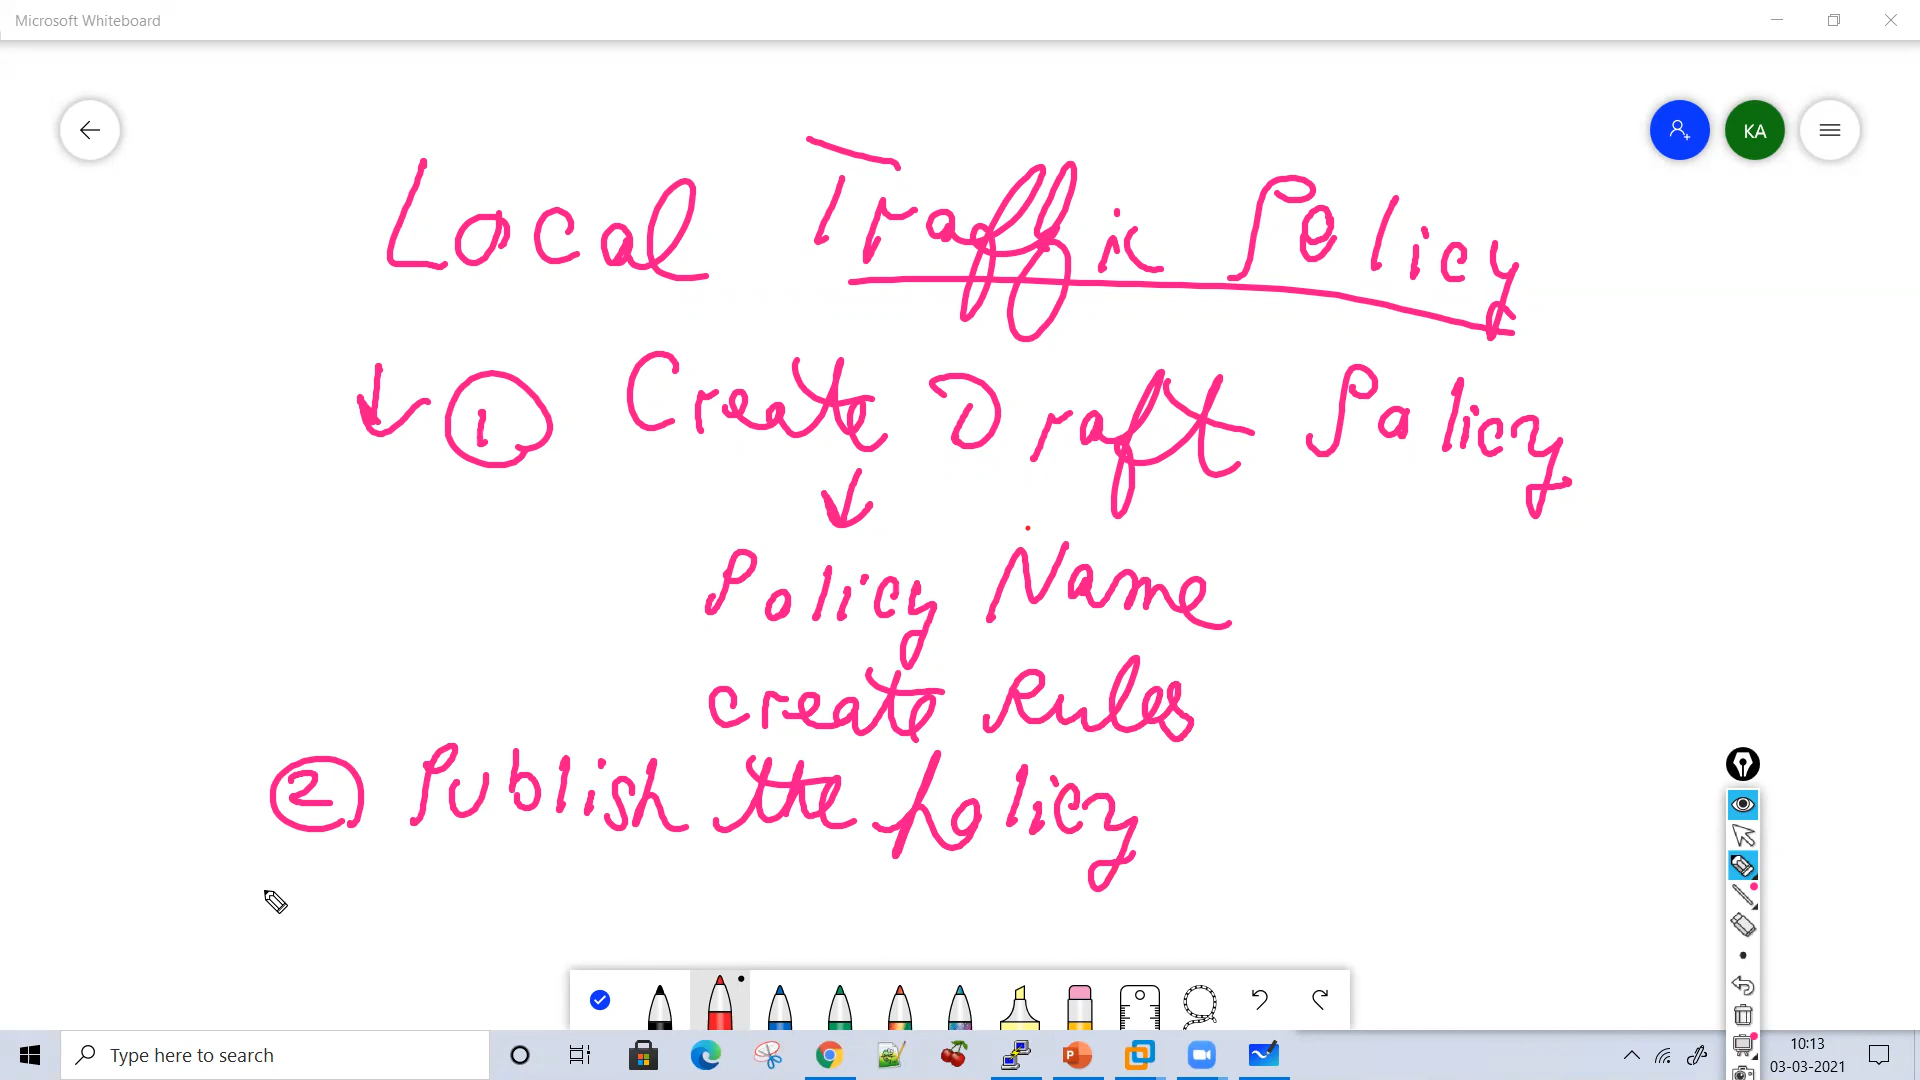 Microsoft Whiteboard
KA
Local Traffic Policy
1 Create Draft Policy
Policy Name
create Rules
2 Publish the policy
Type here to search
10:13
03-03-2021